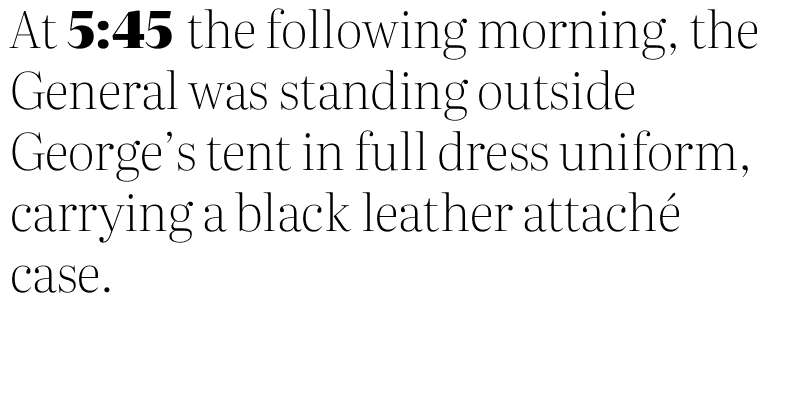 At 5:45 the following morning, the
General was standing outside
George’s tent in full dress uniform,
carrying a black leather attaché
case.